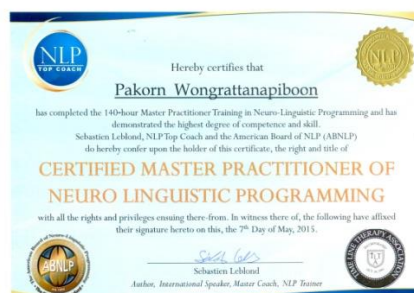 NLP
TOP COACH
NLP
Hereby certifies that
Pakorn Wongrattanapiboon
has completed the 140-hour Master Practitioner Training in Neuro-Linguistic Programming and has
demonstrated the highest degree of competence and skill.
Sebastien Leblond, NLP Top Coach and the American Board of NLP (ABNLP)
do hereby confer upon the holder of this certificate, the right and title of
CERTIFIED MASTER PRACTITIONER OF
NEURO LINGUISTIC PROGRAMMING
with all the rights and privileges ensuing there-from. In witness there of, the following have affixed
their signature hereto on this, the 7th Day of May, 2015.
ABNLP
TIME LINE THERAPY ASSOCIATION
Sebastien Leblond
Author, International Speaker, Master Coach, NLP Trainer